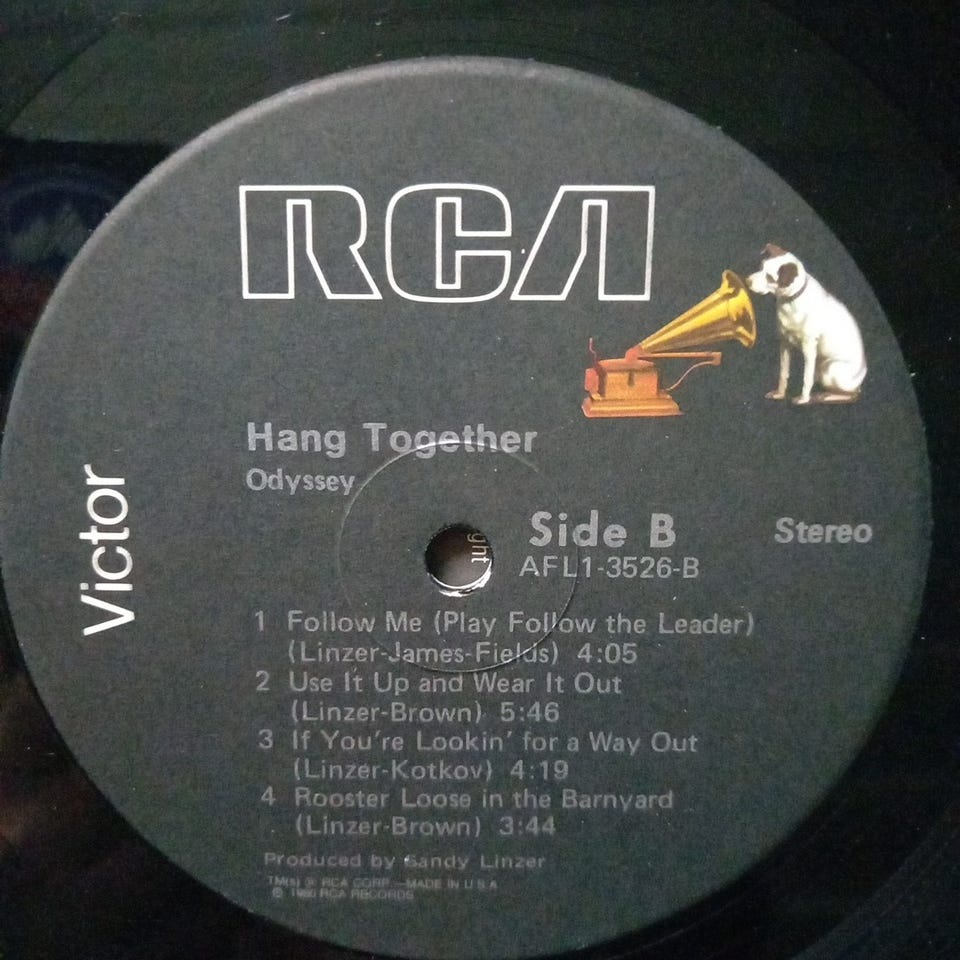 RCA
Victor
Hang Together
Odyssey
Side B
Stereo
AFL1-3526-B
ght
1 Follow Me (Play Follow the Leader)
(Linzer-James-Fields) 4:05
2 Use It Up and Wear It Out
(Linzer-Brown) 5:46
3 If You're Lookin' for a Way Out
(Linzer-Kotkov) 4:19
4 Rooster Loose in the Barnyard
(Linzer-Brown) 3:44
Produced by Sandy Linzer
TM(s) ® RCA CORP.—MADE IN U.S.A.
© 1980 RCA RECORDS